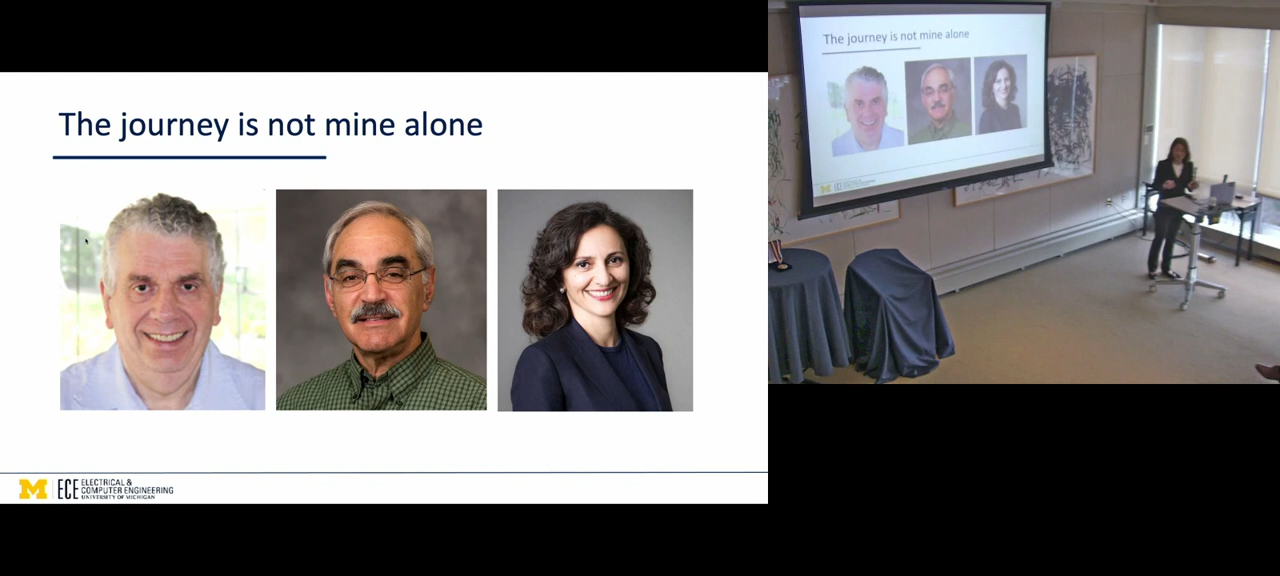 The journey is not mine alone
M ECE ELECTRICAL &
COMPUTER ENGINEERING
UNIVERSITY OF MICHIGAN
The journey is not mine alone
M ECE